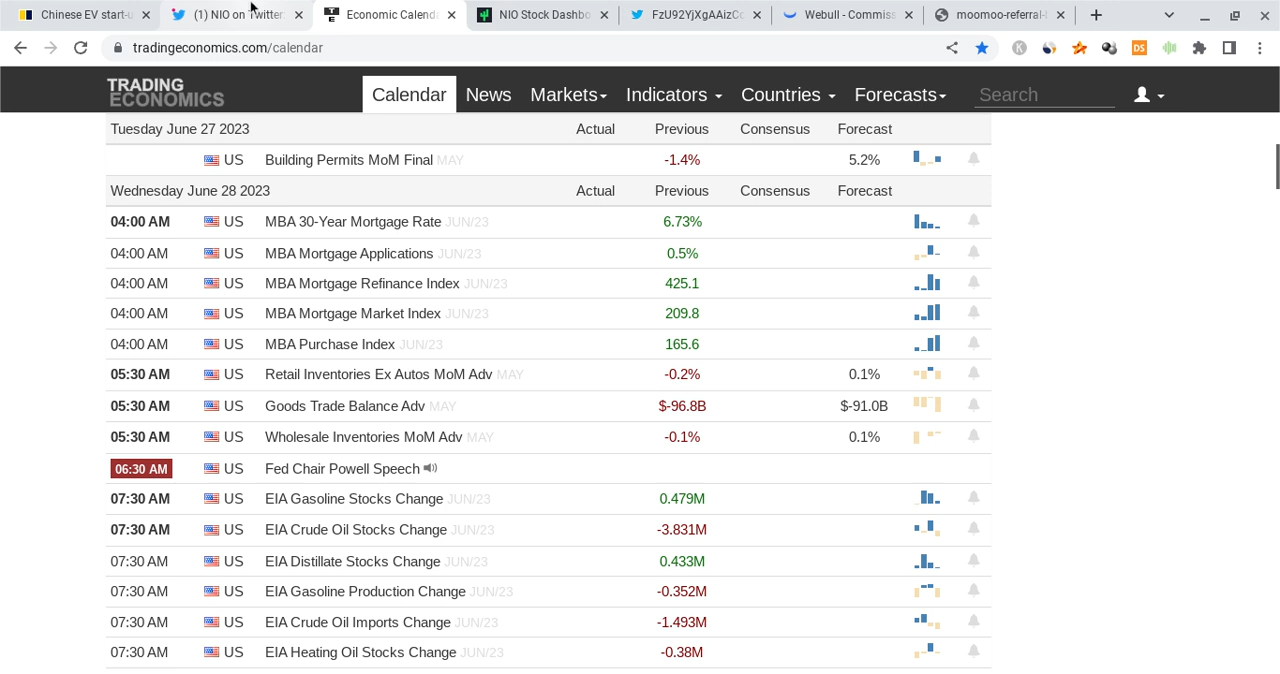 Chinese EV start-u
(1) NIO on Twitter
Economic Calenda
NIO Stock Dashbo
FzU92YjXgAAizCc
Webull - Commiss
moomoo-referral-b
tradingeconomics.com/calendar
TRADING
ECONOMICS
Calendar News Markets Indicators Countries Forecasts Search
Tuesday June 27 2023 Actual Previous Consensus Forecast
US Building Permits MoM Final MAY -1.4% 5.2%
Wednesday June 28 2023 Actual Previous Consensus Forecast
04:00 AM US MBA 30-Year Mortgage Rate JUN/23 6.73%
04:00 AM US MBA Mortgage Applications JUN/23 0.5%
04:00 AM US MBA Mortgage Refinance Index JUN/23 425.1
04:00 AM US MBA Mortgage Market Index JUN/23 209.8
04:00 AM US MBA Purchase Index JUN/23 165.6
05:30 AM US Retail Inventories Ex Autos MoM Adv MAY -0.2% 0.1%
05:30 AM US Goods Trade Balance Adv MAY $-96.8B $-91.0B
05:30 AM US Wholesale Inventories MoM Adv MAY -0.1% 0.1%
06:30 AM US Fed Chair Powell Speech
07:30 AM US EIA Gasoline Stocks Change JUN/23 0.479M
07:30 AM US EIA Crude Oil Stocks Change JUN/23 -3.831M
07:30 AM US EIA Distillate Stocks Change JUN/23 0.433M
07:30 AM US EIA Gasoline Production Change JUN/23 -0.352M
07:30 AM US EIA Crude Oil Imports Change JUN/23 -1.493M
07:30 AM US EIA Heating Oil Stocks Change JUN/23 -0.38M